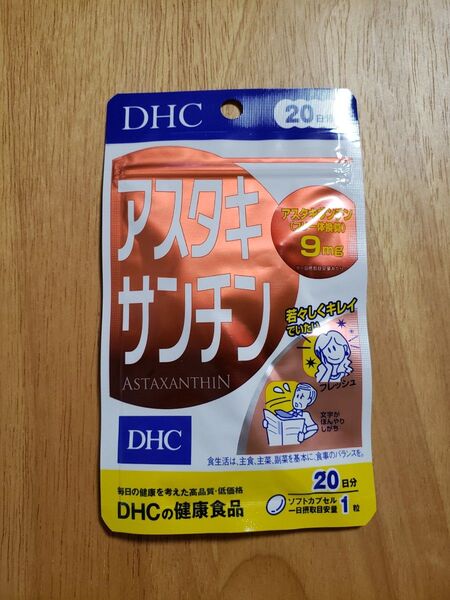 DHC
20日分
アスタキ
サンチン
ASTAXANTHIN
アスタキサンチン
(フリー体換算)
9mg
若々しくキレイ
でいたい
フレッシュ
文字が
ぼんやり
しがち
DHC
食生活は、主食、主菜、副菜を基本に、食事のバランスを。
毎日の健康を考えた高品質・低価格
DHCの健康食品
20日分
ソフトカプセル
一日摂取目安量1粒